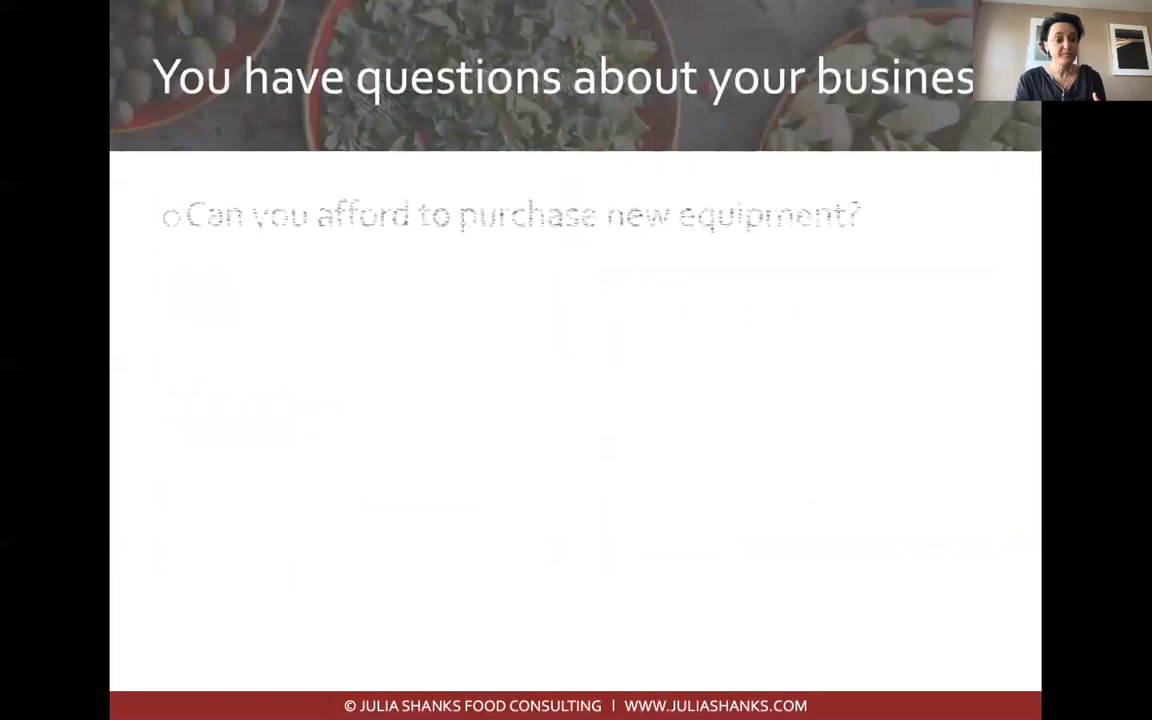 You have questions about your busines
Can you afford to purchase new equipment?
© JULIA SHANKS FOOD CONSULTING | WWW.JULIASHANKS.COM